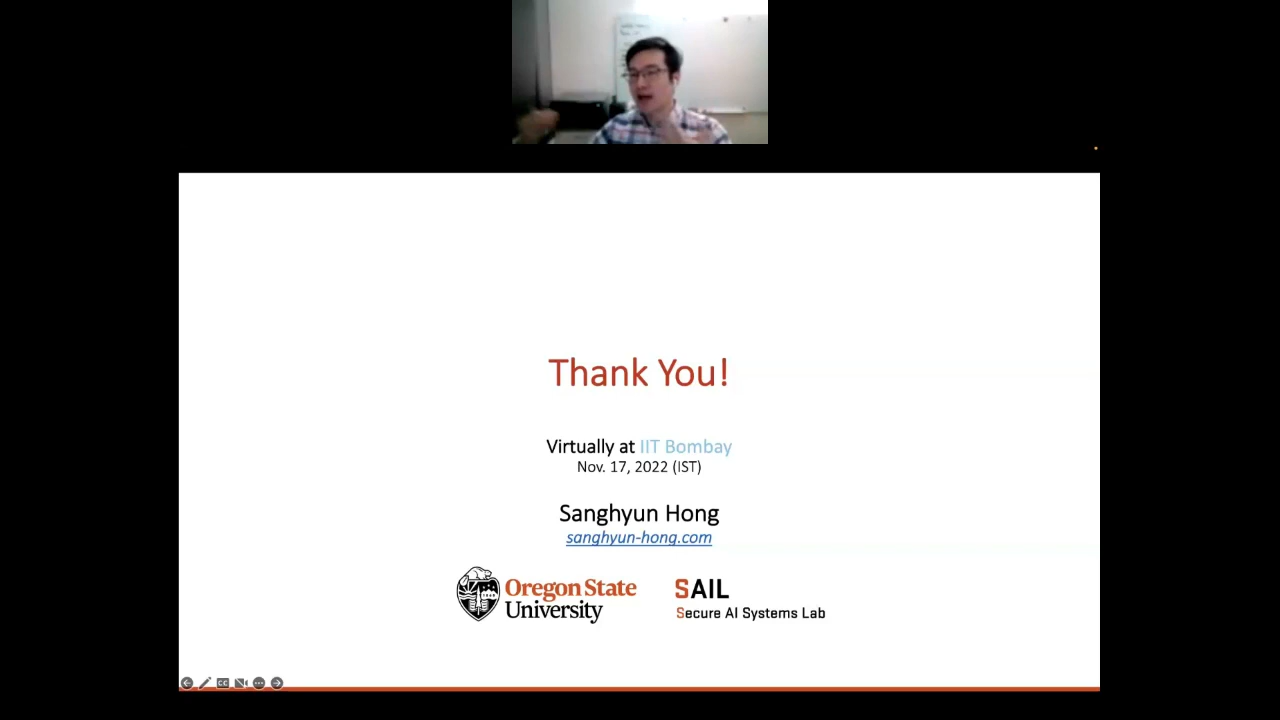 Thank You!
Virtually at IIT Bombay
Nov. 17, 2022 (IST)
Sanghyun Hong
sanghyun-hong.com
Oregon State
University
SAIL
Secure AI Systems Lab
CC